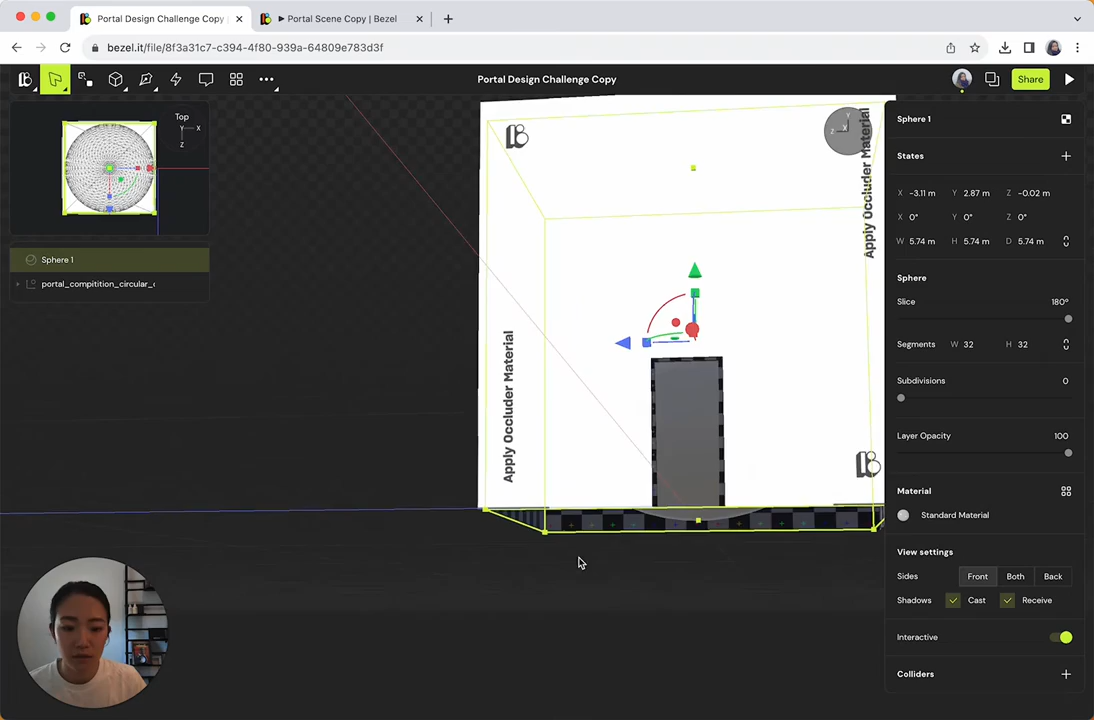 Portal Design Challenge Copy
Portal Scene Copy | Bezel
bezel.it/file/8f3a31c7-c394-4f80-939a-64809e783d3f
Portal Design Challenge Copy
Share
Top
Y
X
Z
Sphere 1
portal_compitition_circular_
Apply Occluder Material
Apply Occluder Material
Y
Z
X
Sphere 1
States
X -3.11 m Y 2.87 m Z -0.02 m
X 0° Y 0° Z 0°
W 5.74 m H 5.74 m D 5.74 m
Sphere
Slice 180°
Segments W 32 H 32
Subdivisions 0
Layer Opacity 100
Material
Standard Material
View settings
Sides Front Both Back
Shadows Cast Receive
Interactive
Colliders